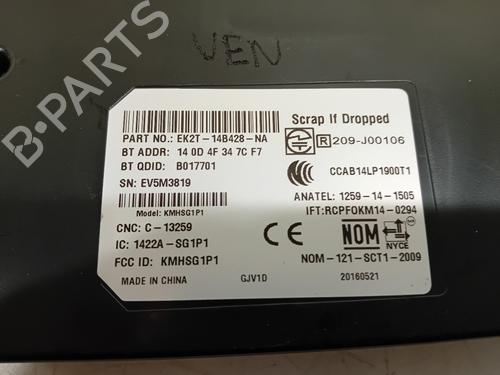 VEN
Scrap If Dropped
PART NO.: EK2T-14B428-NA
R 209-J00106
BT ADDR: 14 0D 4F 34 7C F7
BT QDID: B017701
CCAB14LP1900T1
SN: EV5M3819
ANATEL: 1259-14-1505
Model: KMHSG1P1
IFT:RCPFOKM14-0294
CNC: C-13259
CE
NOM
NYCE
IC: 1422A-SG1P1
FCC ID: KMHSG1P1
NOM-121-SCT1-2009
MADE IN CHINA
GJV1D
20160521
B-Parts